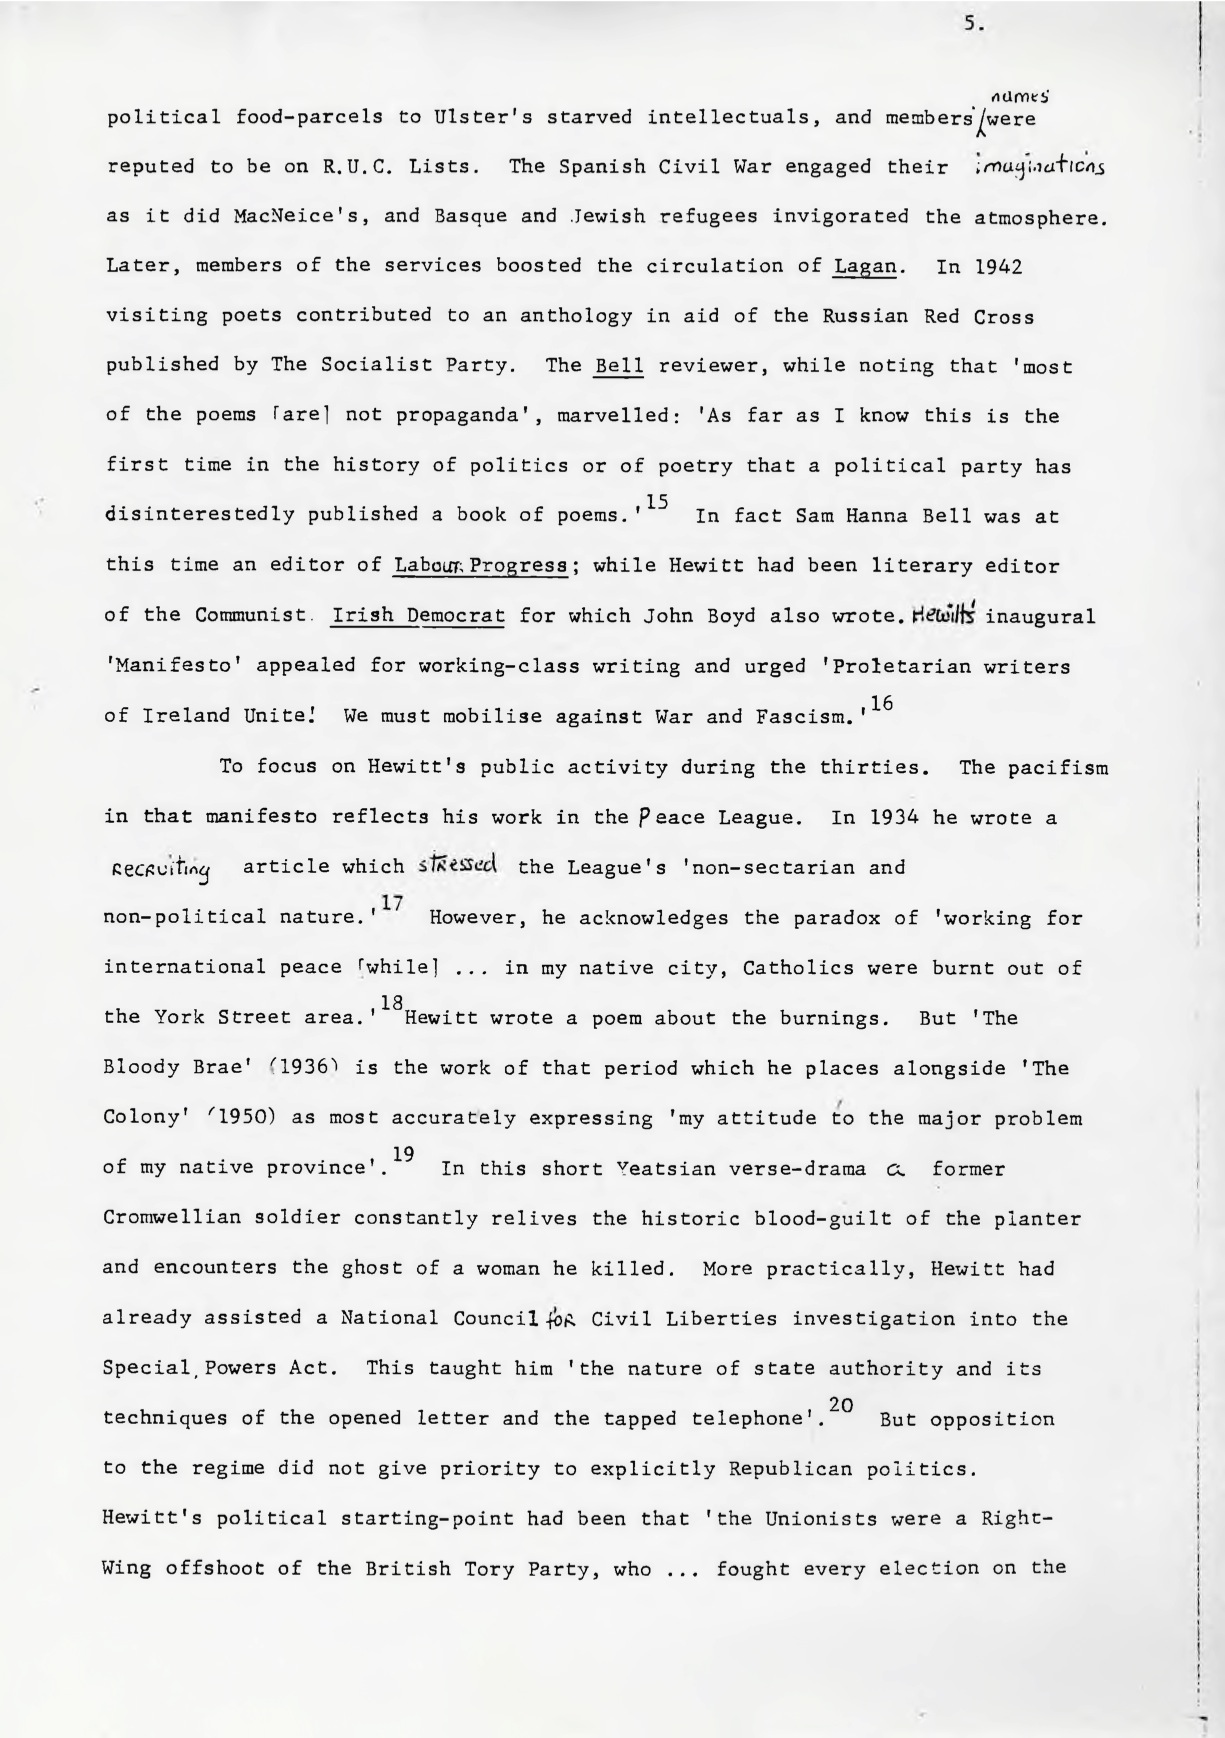 5.
names
political food-parcels to Ulster's starved intellectuals, and members' were
reputed to be on R.U.C. Lists. The Spanish Civil War engaged their imaginations
as it did MacNeice's, and Basque and Jewish refugees invigorated the atmosphere.
Later, members of the services boosted the circulation of Lagan. In 1942
visiting poets contributed to an anthology in aid of the Russian Red Cross
published by The Socialist Party. The Bell reviewer, while noting that 'most
of the poems [are] not propaganda', marvelled: 'As far as I know this is the
first time in the history of politics or of poetry that a political party has
disinterestedly published a book of poems.'15 In fact Sam Hanna Bell was at
this time an editor of Labour Progress; while Hewitt had been literary editor
of the Communist Irish Democrat for which John Boyd also wrote. Hewitt's inaugural
'Manifesto' appealed for working-class writing and urged 'Proletarian writers
of Ireland Unite! We must mobilise against War and Fascism.'16
To focus on Hewitt's public activity during the thirties. The pacifism
in that manifesto reflects his work in the Peace League. In 1934 he wrote a
recruiting article which stressed the League's 'non-sectarian and
non-political nature.'17 However, he acknowledges the paradox of 'working for
international peace [while] ... in my native city, Catholics were burnt out of
the York Street area.'18 Hewitt wrote a poem about the burnings. But 'The
Bloody Brae' (1936) is the work of that period which he places alongside 'The
Colony' (1950) as most accurately expressing 'my attitude to the major problem
of my native province'.19 In this short Yeatsian verse-drama a former
Cromwellian soldier constantly relives the historic blood-guilt of the planter
and encounters the ghost of a woman he killed. More practically, Hewitt had
already assisted a National Council for Civil Liberties investigation into the
Special Powers Act. This taught him 'the nature of state authority and its
techniques of the opened letter and the tapped telephone'.20 But opposition
to the regime did not give priority to explicitly Republican politics.
Hewitt's political starting-point had been that 'the Unionists were a Right-
Wing offshoot of the British Tory Party, who ... fought every election on the